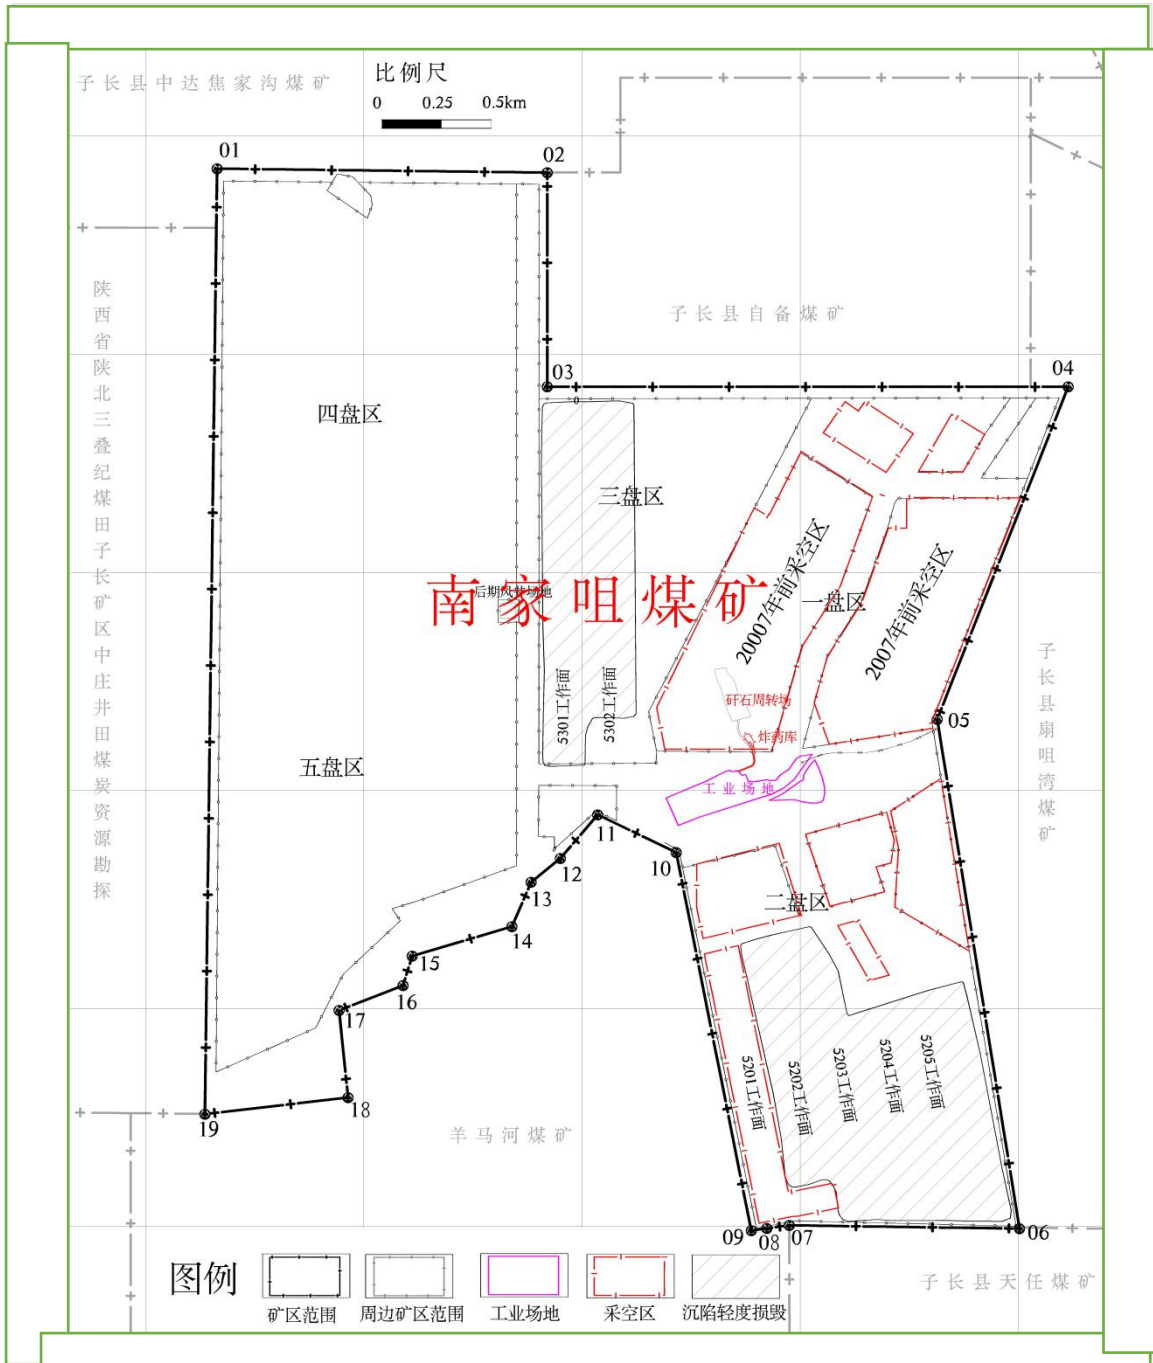 子长县中达焦家沟煤矿
比例尺
0 0.25 0.5km
01
02
陕西省陕北三叠纪煤田子长矿区中庄井田煤炭资源勘探
子长县自备煤矿
03
04
0
四盘区
三盘区
20007年前采空区
一盘区
2007年前采空区
南家咀煤矿
后期风井场地
子长县扇咀湾煤矿
5301工作面
5302工作面
矸石周转场
炸药库
05
五盘区
工业场地
11
10
12
13
14
15
16
17
18
19
二盘区
5201工作面
5202工作面
5203工作面
5204工作面
5205工作面
羊马河煤矿
09
08
07
06
子长县天任煤矿
图例
矿区范围
周边矿区范围
工业场地
采空区
沉陷轻度损毁